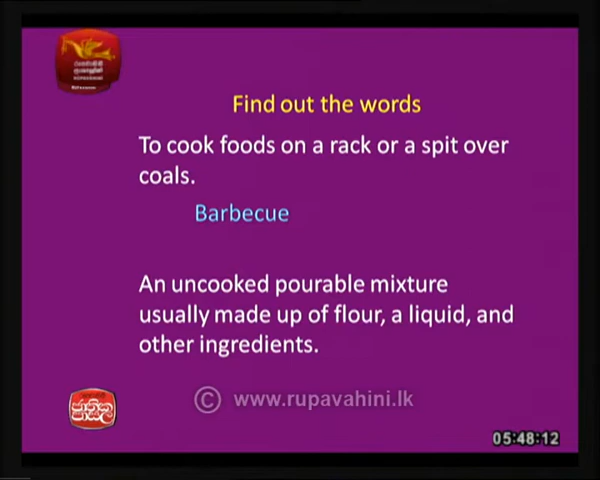 Find out the words
To cook foods on a rack or a spit over
coals.
Barbecue
An uncooked pourable mixture
usually made up of flour, a liquid, and
other ingredients.
ජාතික
පාසල
© www.rupavahini.lk
05:48:12